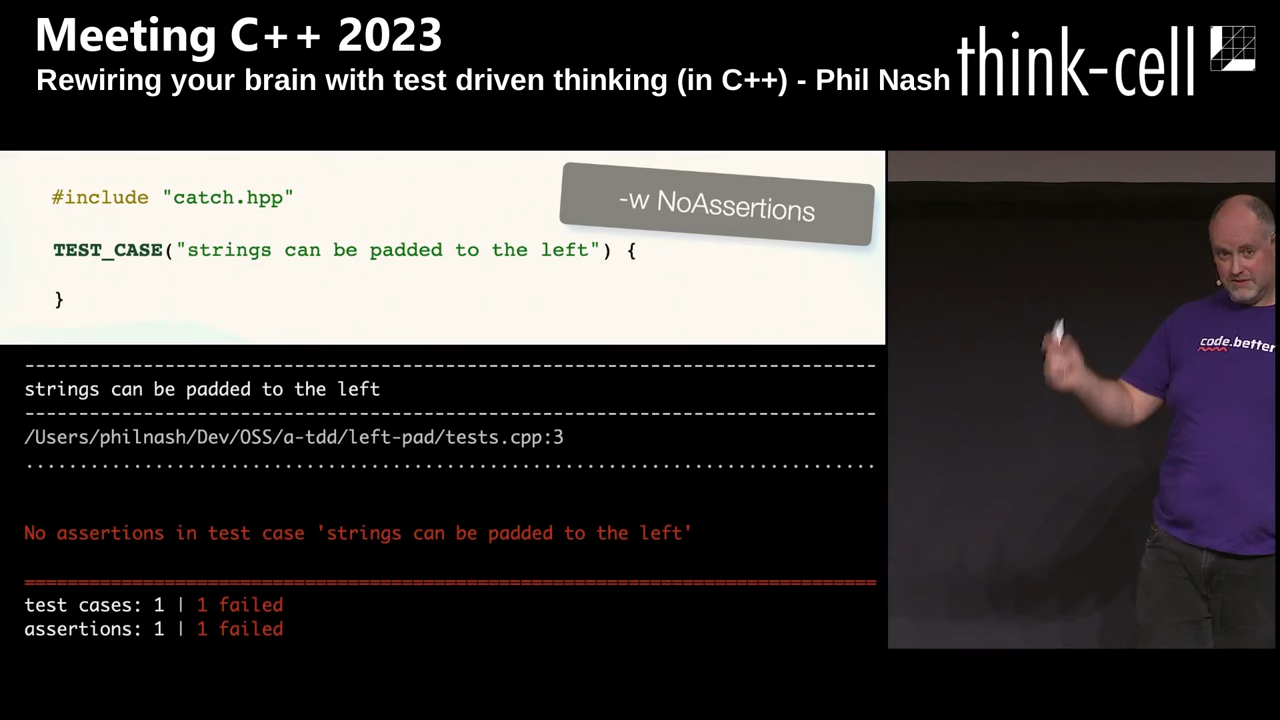 Meeting C++ 2023
Rewiring your brain with test driven thinking (in C++) - Phil Nash
think-cell
#include "catch.hpp"
-w NoAssertions
TEST_CASE("strings can be padded to the left") {
}
code.better
--------------------------------------------------------------------------------
strings can be padded to the left
--------------------------------------------------------------------------------
/Users/philnash/Dev/OSS/a-tdd/left-pad/tests.cpp:3
................................................................................
No assertions in test case 'strings can be padded to the left'
================================================================================
test cases: 1 | 1 failed
assertions: 1 | 1 failed